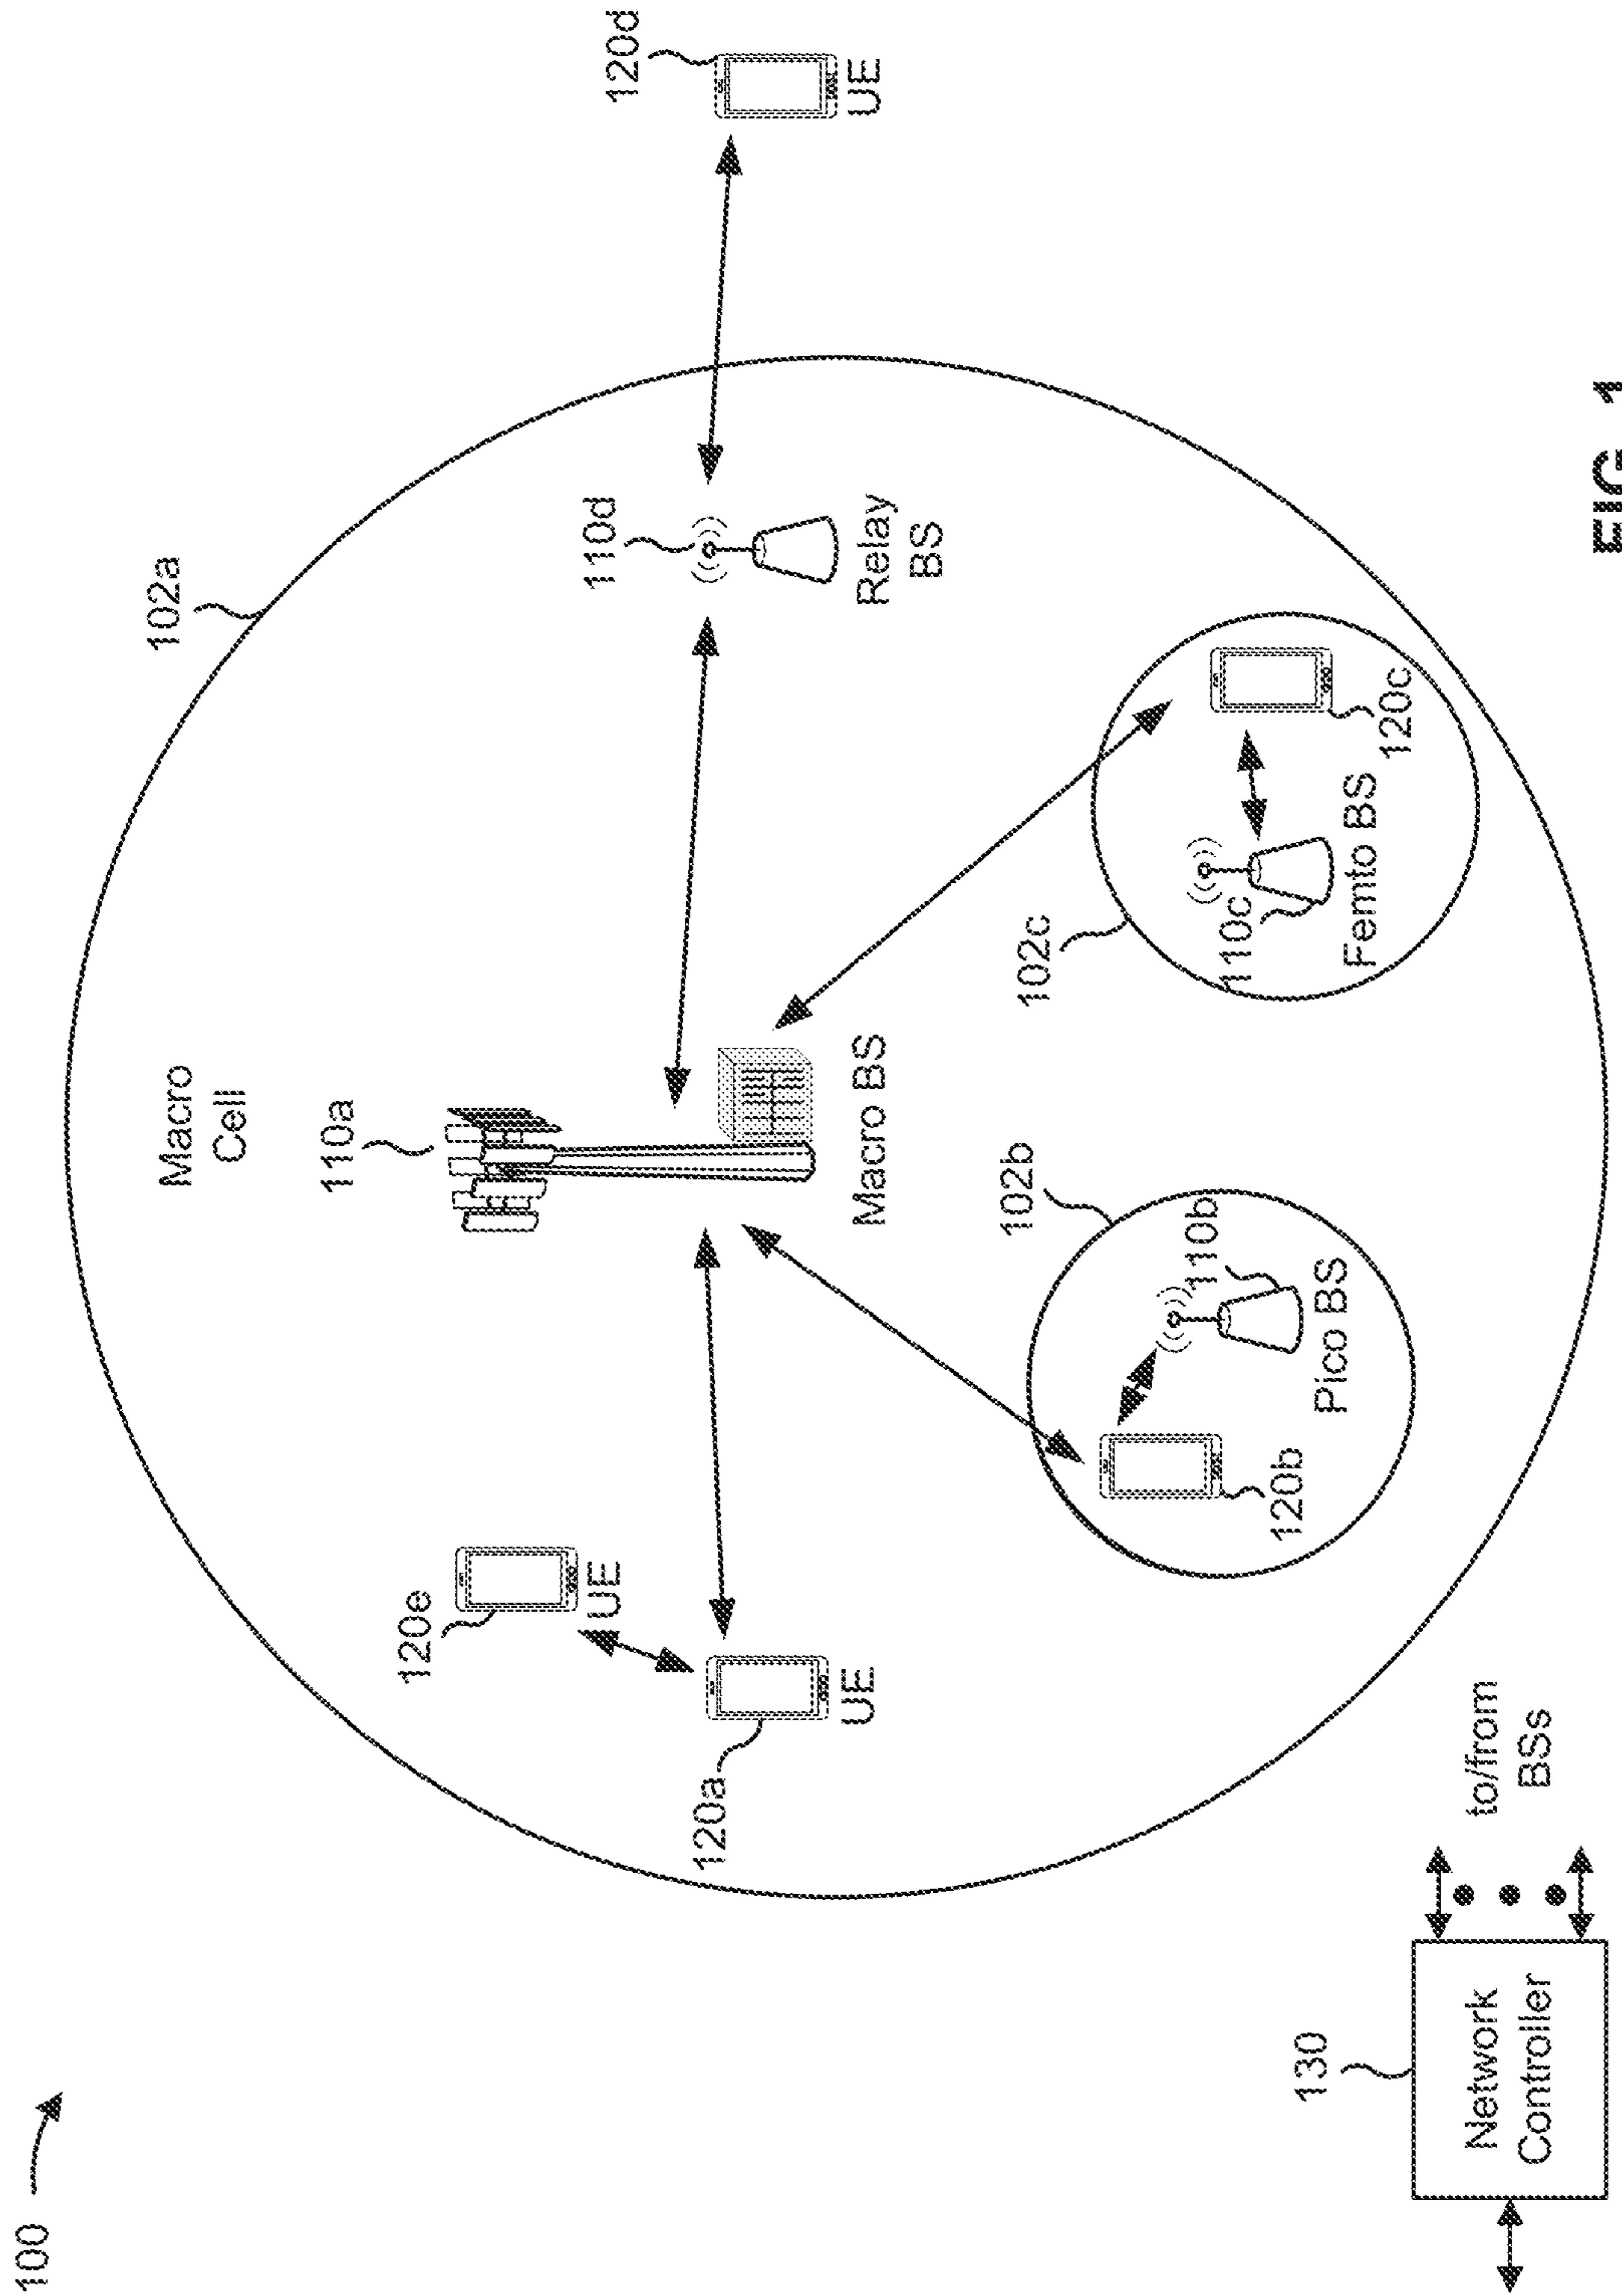 100
Macro
Cell
102a
110a
120e
UE
120a
UE
Macro BS
110d
Relay
BS
120d
UE
102b
110b
120b
Pico BS
102c
110c
120c
Femto BS
130
Network
Controller
to/from
BSs
FIG. 1